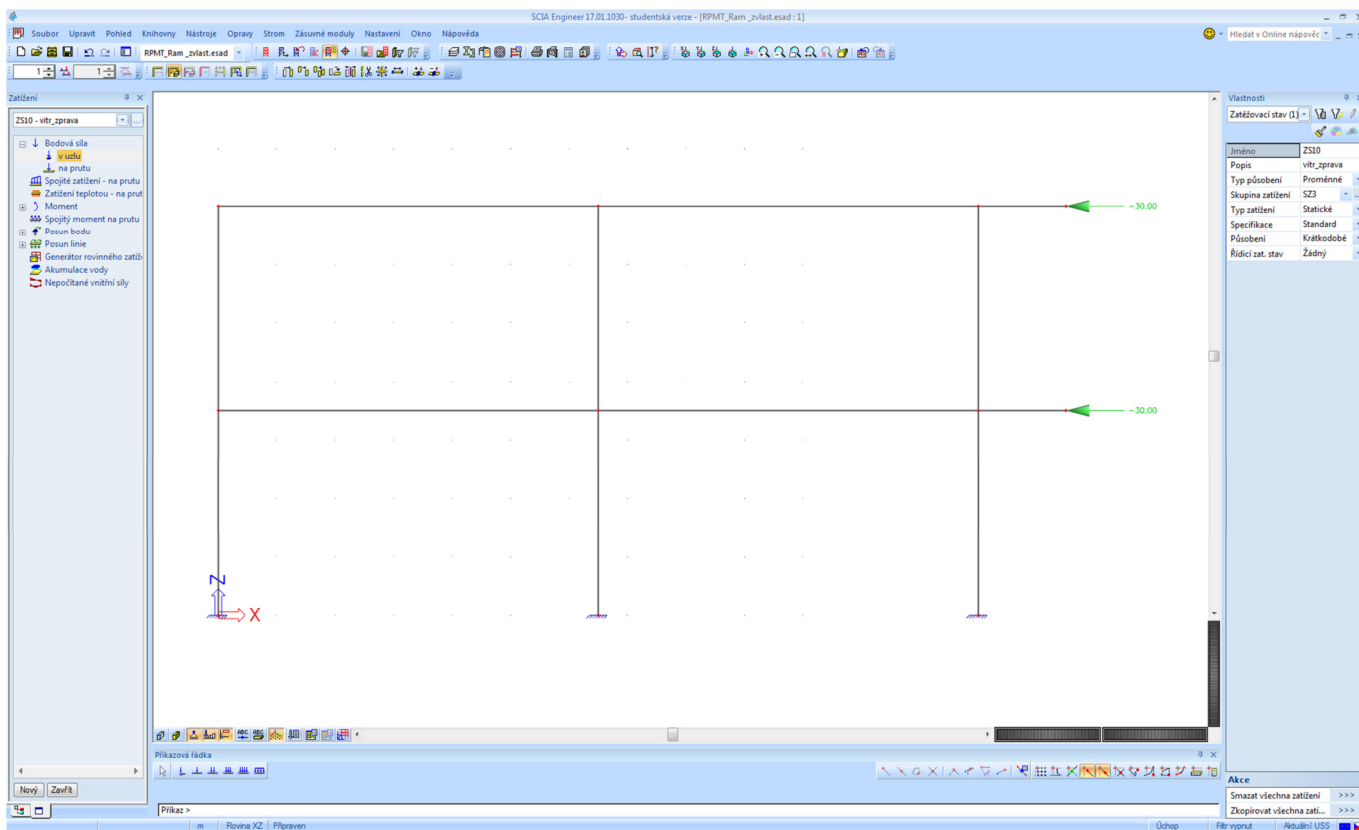 SCIA Engineer 17.01.1030- studentská verze - [RPMT_Ram _zvlast.esad : 1]
Soubor Upravit Pohled Knihovny Nástroje Opravy Strom Zásuvné moduly Nastavení Okno Nápověda
Hledat v Online nápověc
RPMT_Ram _zvlast.esad
1 1
Zatížení
ZS10 - vitr_zprava
Bodová síla
v uzlu
na prutu
Spojité zatížení - na prutu
Zatížení teplotou - na prut
Moment
Spojitý moment na prutu
Posun bodu
Posun linie
Generátor rovinného zatíž
Akumulace vody
Nepočítané vnitřní síly
Nový Zavřít
-30,00
-30,00
Z
X
Vlastnosti
Zatěžovací stav (1)
Jméno ZS10
Popis vitr_zprava
Typ působení Proměnné
Skupina zatížení SZ3
Typ zatížení Statické
Specifikace Standard
Působení Krátkodobé
Řídicí zat. stav Žádný
ABC ABC
Příkazová řádka
Příkaz >
Akce
Smazat všechna zatížení >>>
Zkopírovat všechna zatí... >>>
m Rovina XZ Připraven Úchop Filtr vypnut Aktuální USS